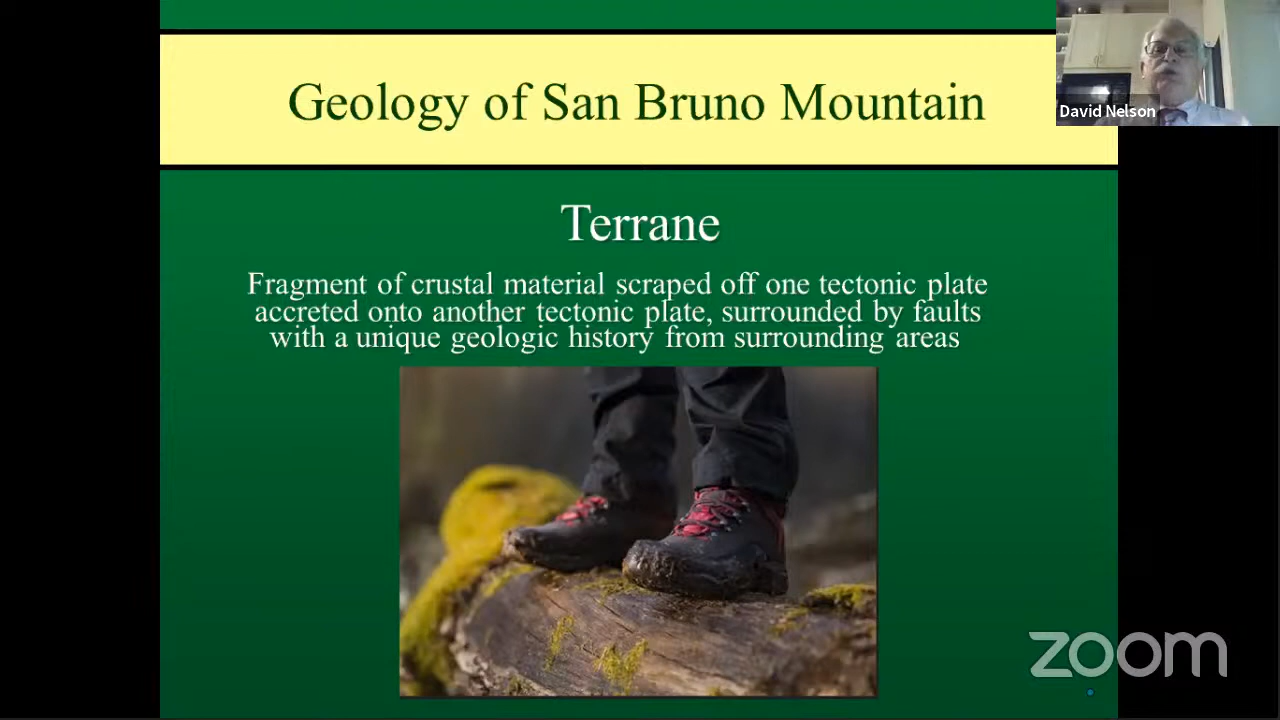 Geology of San Bruno Mountain
David Nelson
Terrane
Fragment of crustal material scraped off one tectonic plate
accreted onto another tectonic plate, surrounded by faults
with a unique geologic history from surrounding areas
zoom